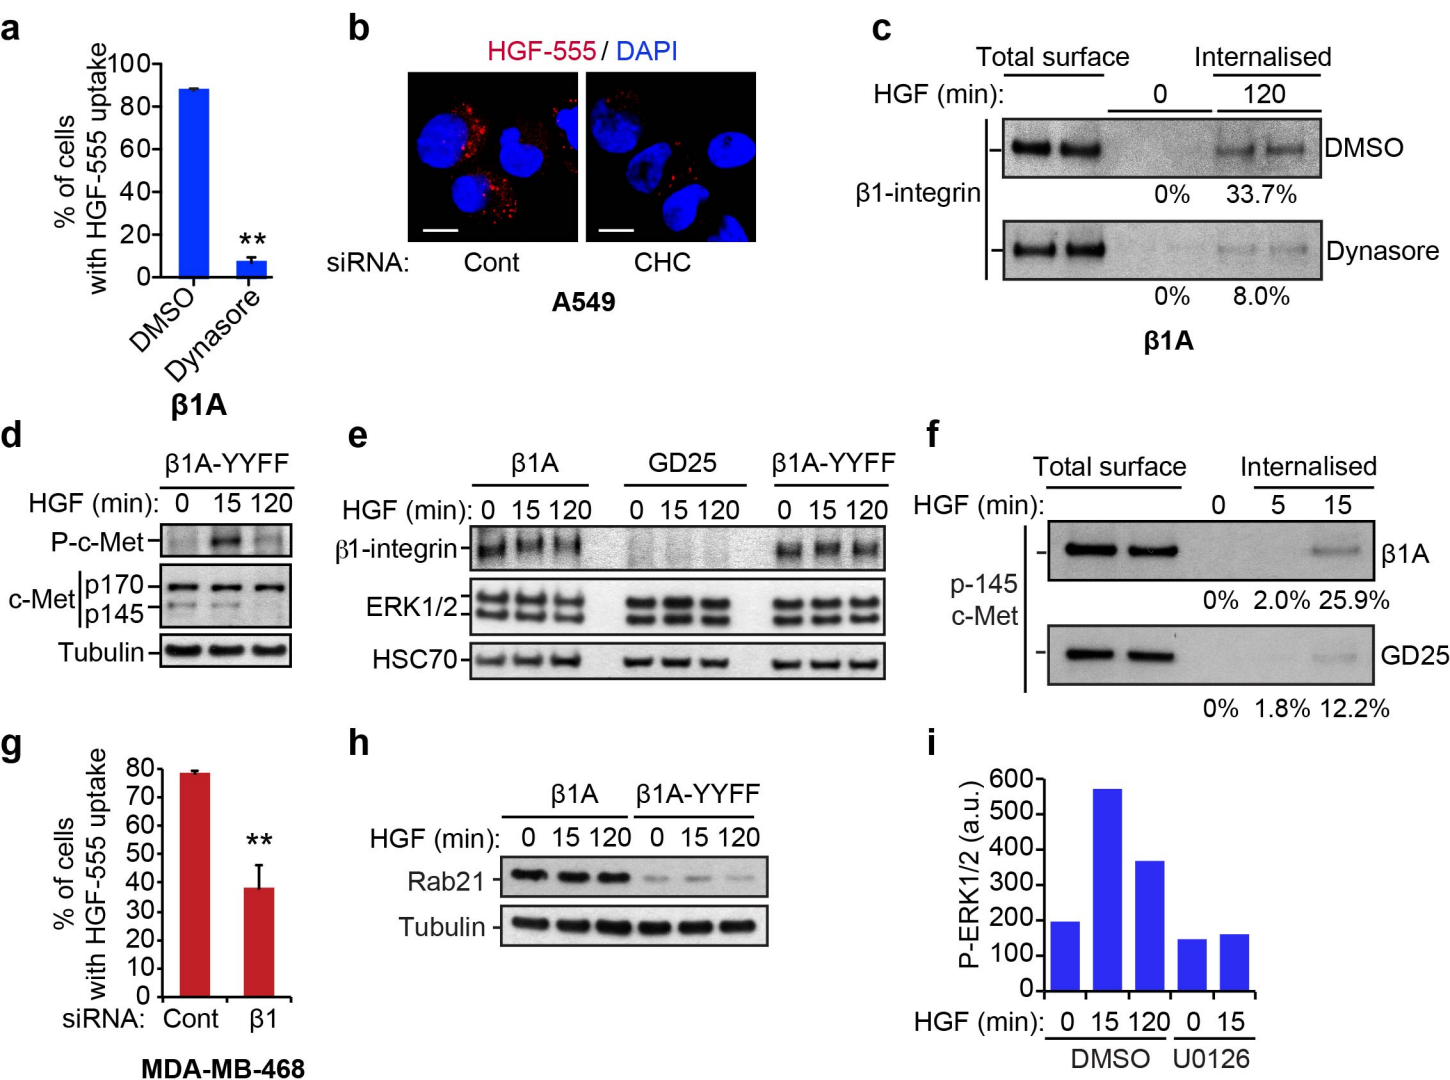 a
% of cells
with HGF-555 uptake
100
80
60
40
20
0
**
DMSO
Dynasore
β1A
b
HGF-555 / DAPI
siRNA: Cont CHC
A549
c
Total surface Internalised
HGF (min): 0 120
β1-integrin
DMSO
0% 33.7%
Dynasore
0% 8.0%
β1A
d
β1A-YYFF
HGF (min): 0 15 120
P-c-Met
c-Met p170
p145
Tubulin
e
β1A GD25 β1A-YYFF
HGF (min): 0 15 120 0 15 120 0 15 120
β1-integrin
ERK1/2
HSC70
f
Total surface Internalised
HGF (min): 0 5 15
p-145
c-Met
β1A
0% 2.0% 25.9%
GD25
0% 1.8% 12.2%
g
% of cells
with HGF-555 uptake
80
70
60
50
40
30
20
10
0
**
siRNA: Cont β1
MDA-MB-468
h
β1A β1A-YYFF
HGF (min): 0 15 120 0 15 120
Rab21
Tubulin
i
P-ERK1/2 (a.u.)
600
500
400
300
200
100
0
HGF (min): 0 15 120 0 15
DMSO U0126